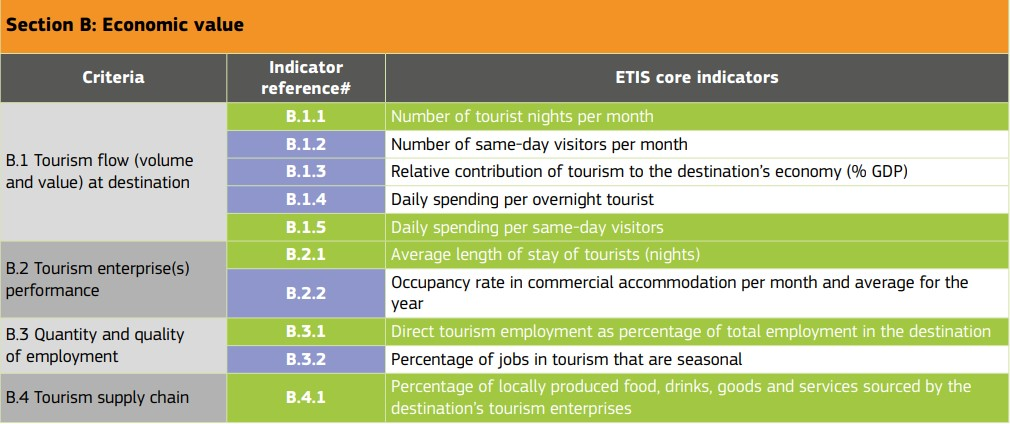 Section B: Economic value
Criteria
Indicator
reference#
ETIS core indicators
B.1 Tourism flow (volume
and value) at destination
B.1.1
Number of tourist nights per month
B.1.2
Number of same-day visitors per month
B.1.3
Relative contribution of tourism to the destination's economy (% GDP)
B.1.4
Daily spending per overnight tourist
B.1.5
Daily spending per same-day visitors
B.2 Tourism enterprise(s)
performance
B.2.1
Average length of stay of tourists (nights)
B.2.2
Occupancy rate in commercial accommodation per month and average for the
year
B.3 Quantity and quality
of employment
B.3.1
Direct tourism employment as percentage of total employment in the destination
B.3.2
Percentage of jobs in tourism that are seasonal
B.4 Tourism supply chain
B.4.1
Percentage of locally produced food, drinks, goods and services sourced by the
destination's tourism enterprises